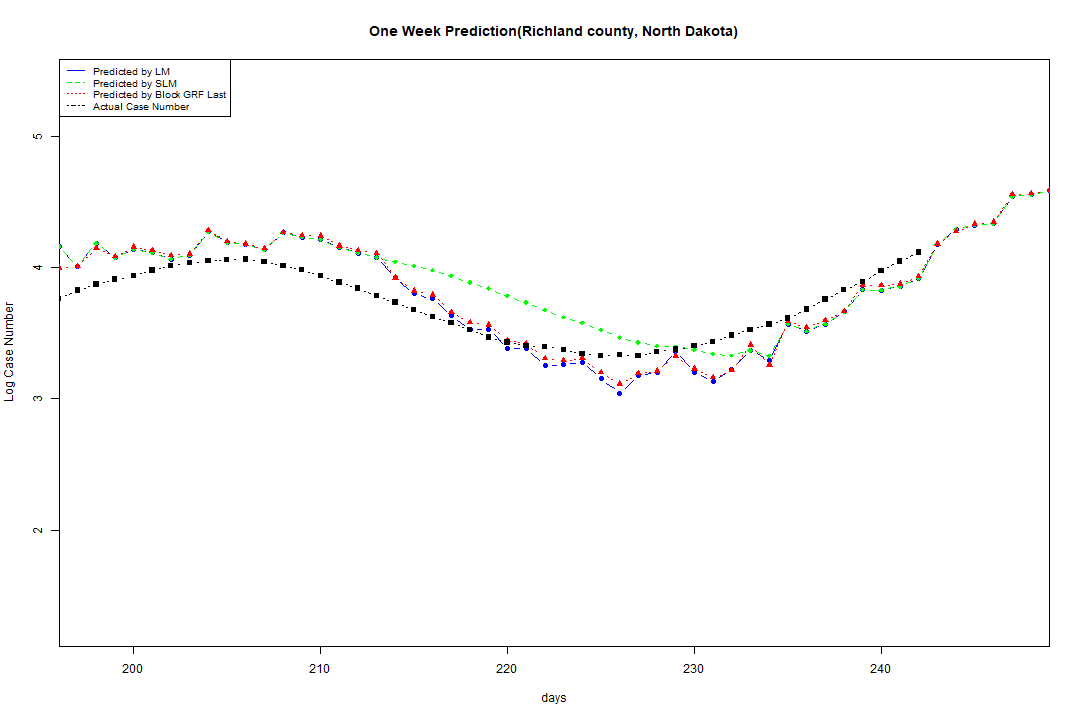 One Week Prediction(Richland county, North Dakota)
Predicted by LM
Predicted by SLM
Predicted by Block GRF Last
Actual Case Number
5
4
3
2
Log Case Number
200 210 220 230 240
days